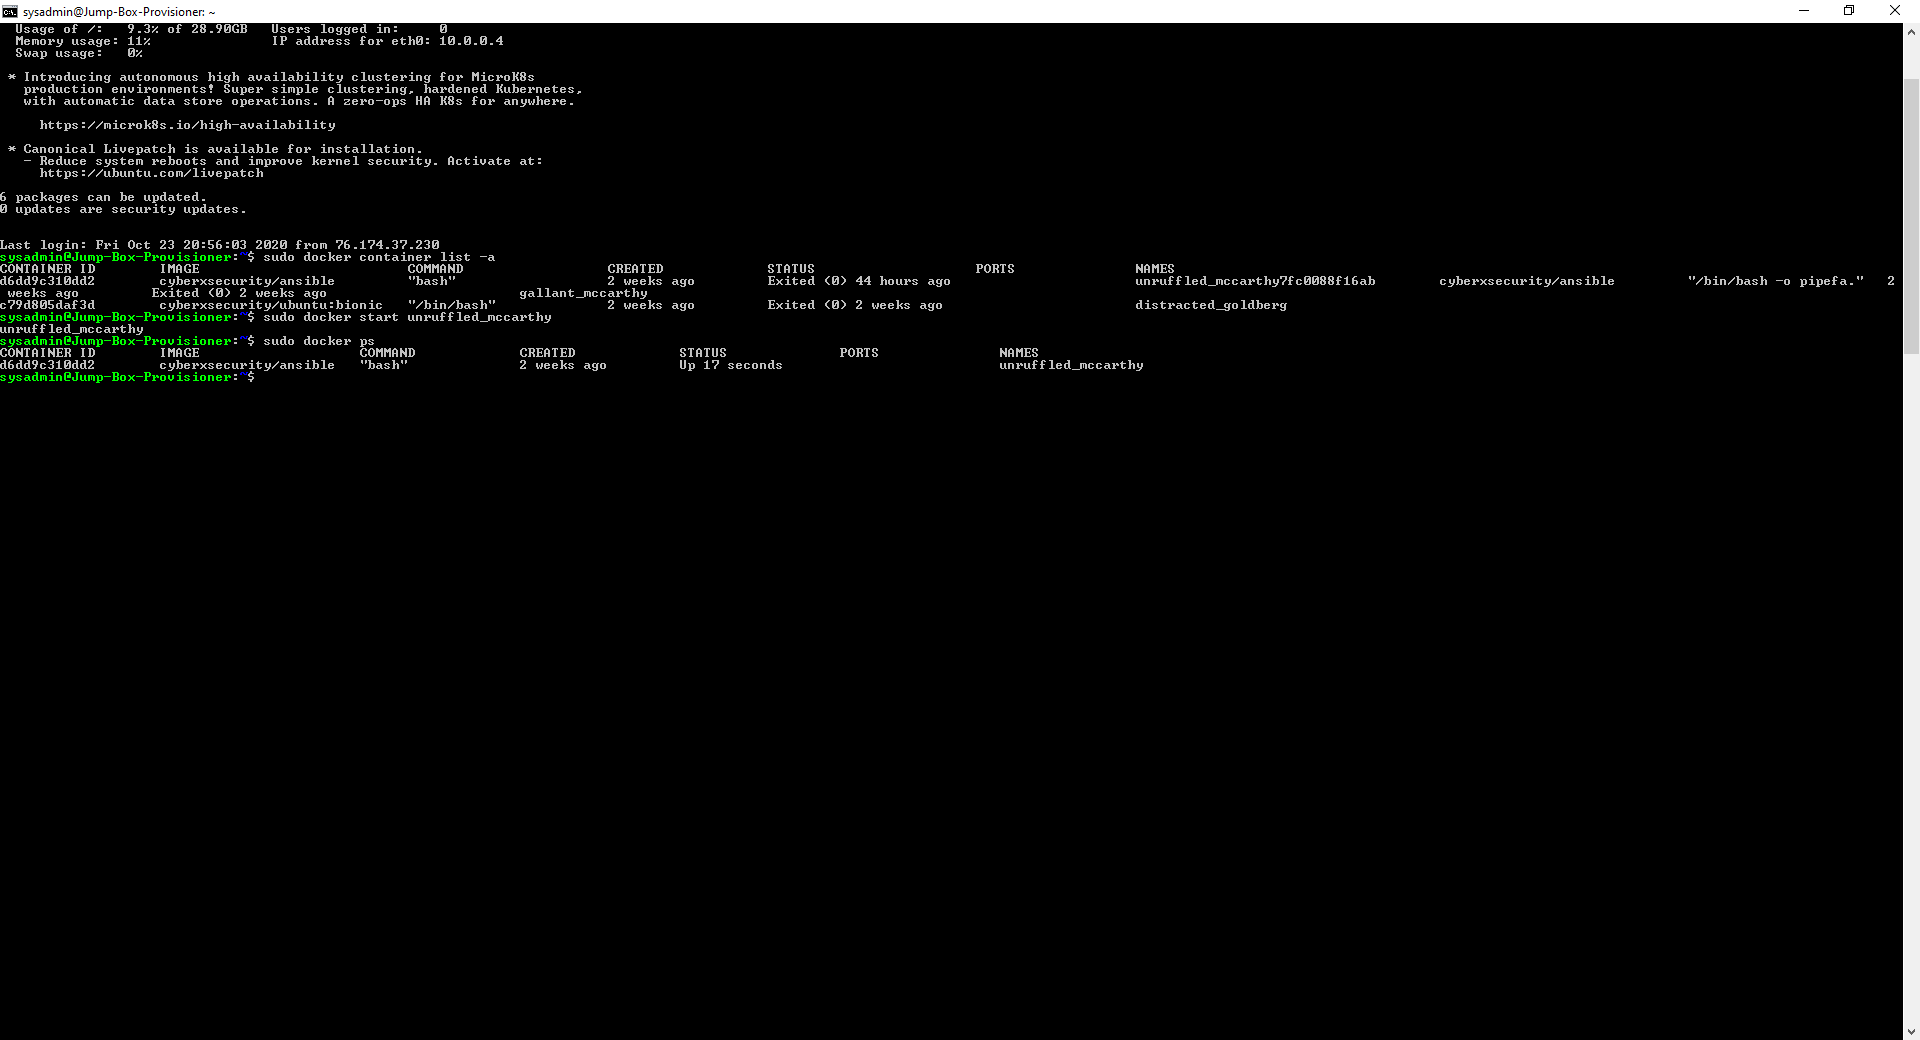 sysadmin@Jump-Box-Provisioner: ~
Usage of /: 9.3% of 28.90GB Users logged in: 0
Memory usage: 11% IP address for eth0: 10.0.0.4
Swap usage: 0%
* Introducing autonomous high availability clustering for MicroK8s
production environments! Super simple clustering, hardened Kubernetes,
with automatic data store operations. A zero-ops HA K8s for anywhere.
https://microk8s.io/high-availability
* Canonical Livepatch is available for installation.
- Reduce system reboots and improve kernel security. Activate at:
https://ubuntu.com/livepatch
6 packages can be updated.
0 updates are security updates.
Last login: Fri Oct 23 20:56:03 2020 from 76.174.37.230
sysadmin@Jump-Box-Provisioner:~$ sudo docker container list -a
CONTAINER ID IMAGE COMMAND CREATED STATUS PORTS NAMES
d6dd9c310dd2 cyberxsecurity/ansible "bash" 2 weeks ago Exited (0) 44 hours ago unruffled_mccarthy7fc0088f16ab cyberxsecurity/ansible "/bin/bash -o pipefa." 2
weeks ago Exited (0) 2 weeks ago gallant_mccarthy
c79d805daf3d cyberxsecurity/ubuntu:bionic "/bin/bash" 2 weeks ago Exited (0) 2 weeks ago distracted_goldberg
sysadmin@Jump-Box-Provisioner:~$ sudo docker start unruffled_mccarthy
unruffled_mccarthy
sysadmin@Jump-Box-Provisioner:~$ sudo docker ps
CONTAINER ID IMAGE COMMAND CREATED STATUS PORTS NAMES
d6dd9c310dd2 cyberxsecurity/ansible "bash" 2 weeks ago Up 17 seconds unruffled_mccarthy
sysadmin@Jump-Box-Provisioner:~$